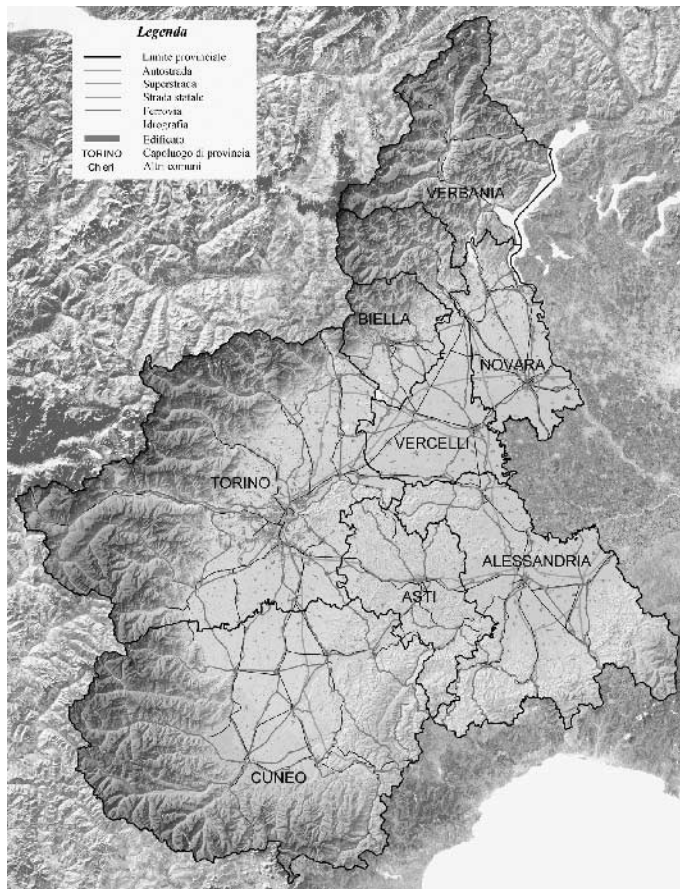 Legenda
Limite provinciale
Autostrada
Superstrada
Strada statale
Ferrovia
Idrografia
Edificato
TORINO Capoluogo di provincia
Chieri Altri comuni
VERBANIA
BIELLA
NOVARA
VERCELLI
TORINO
ALESSANDRIA
ASTI
CUNEO